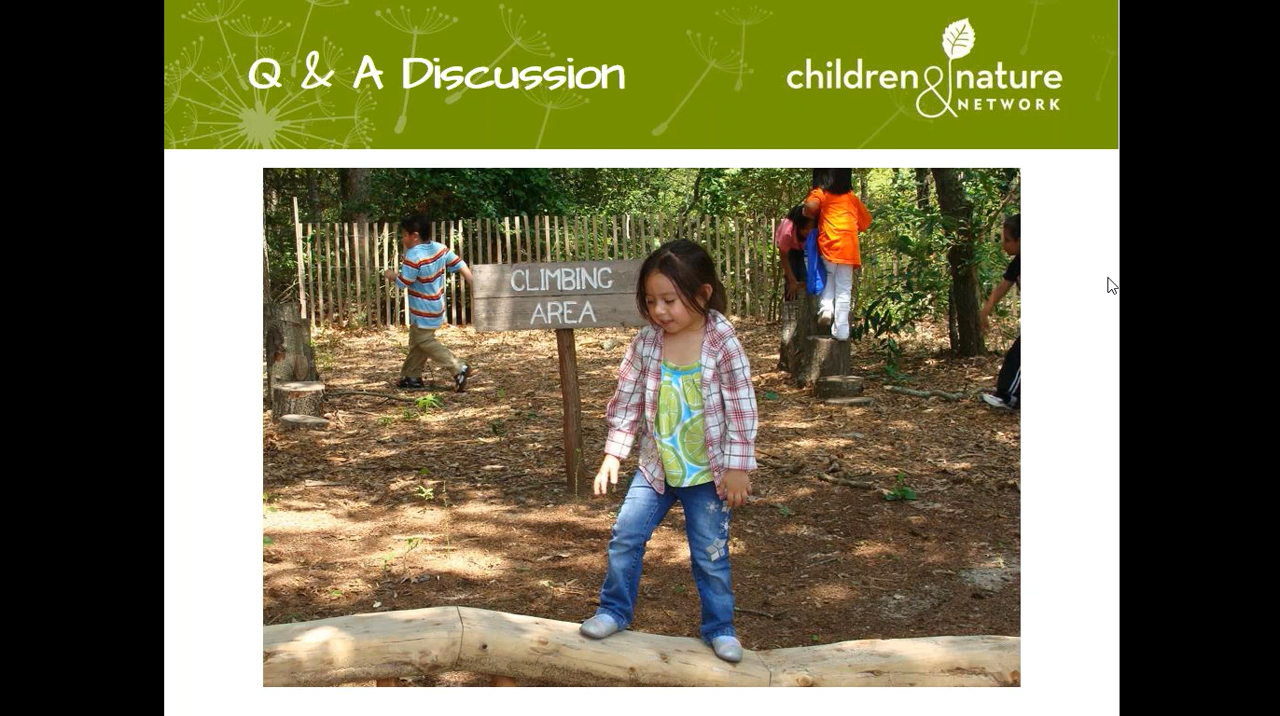 Q & A Discussion
children & nature
NETWORK
CLIMBING
AREA